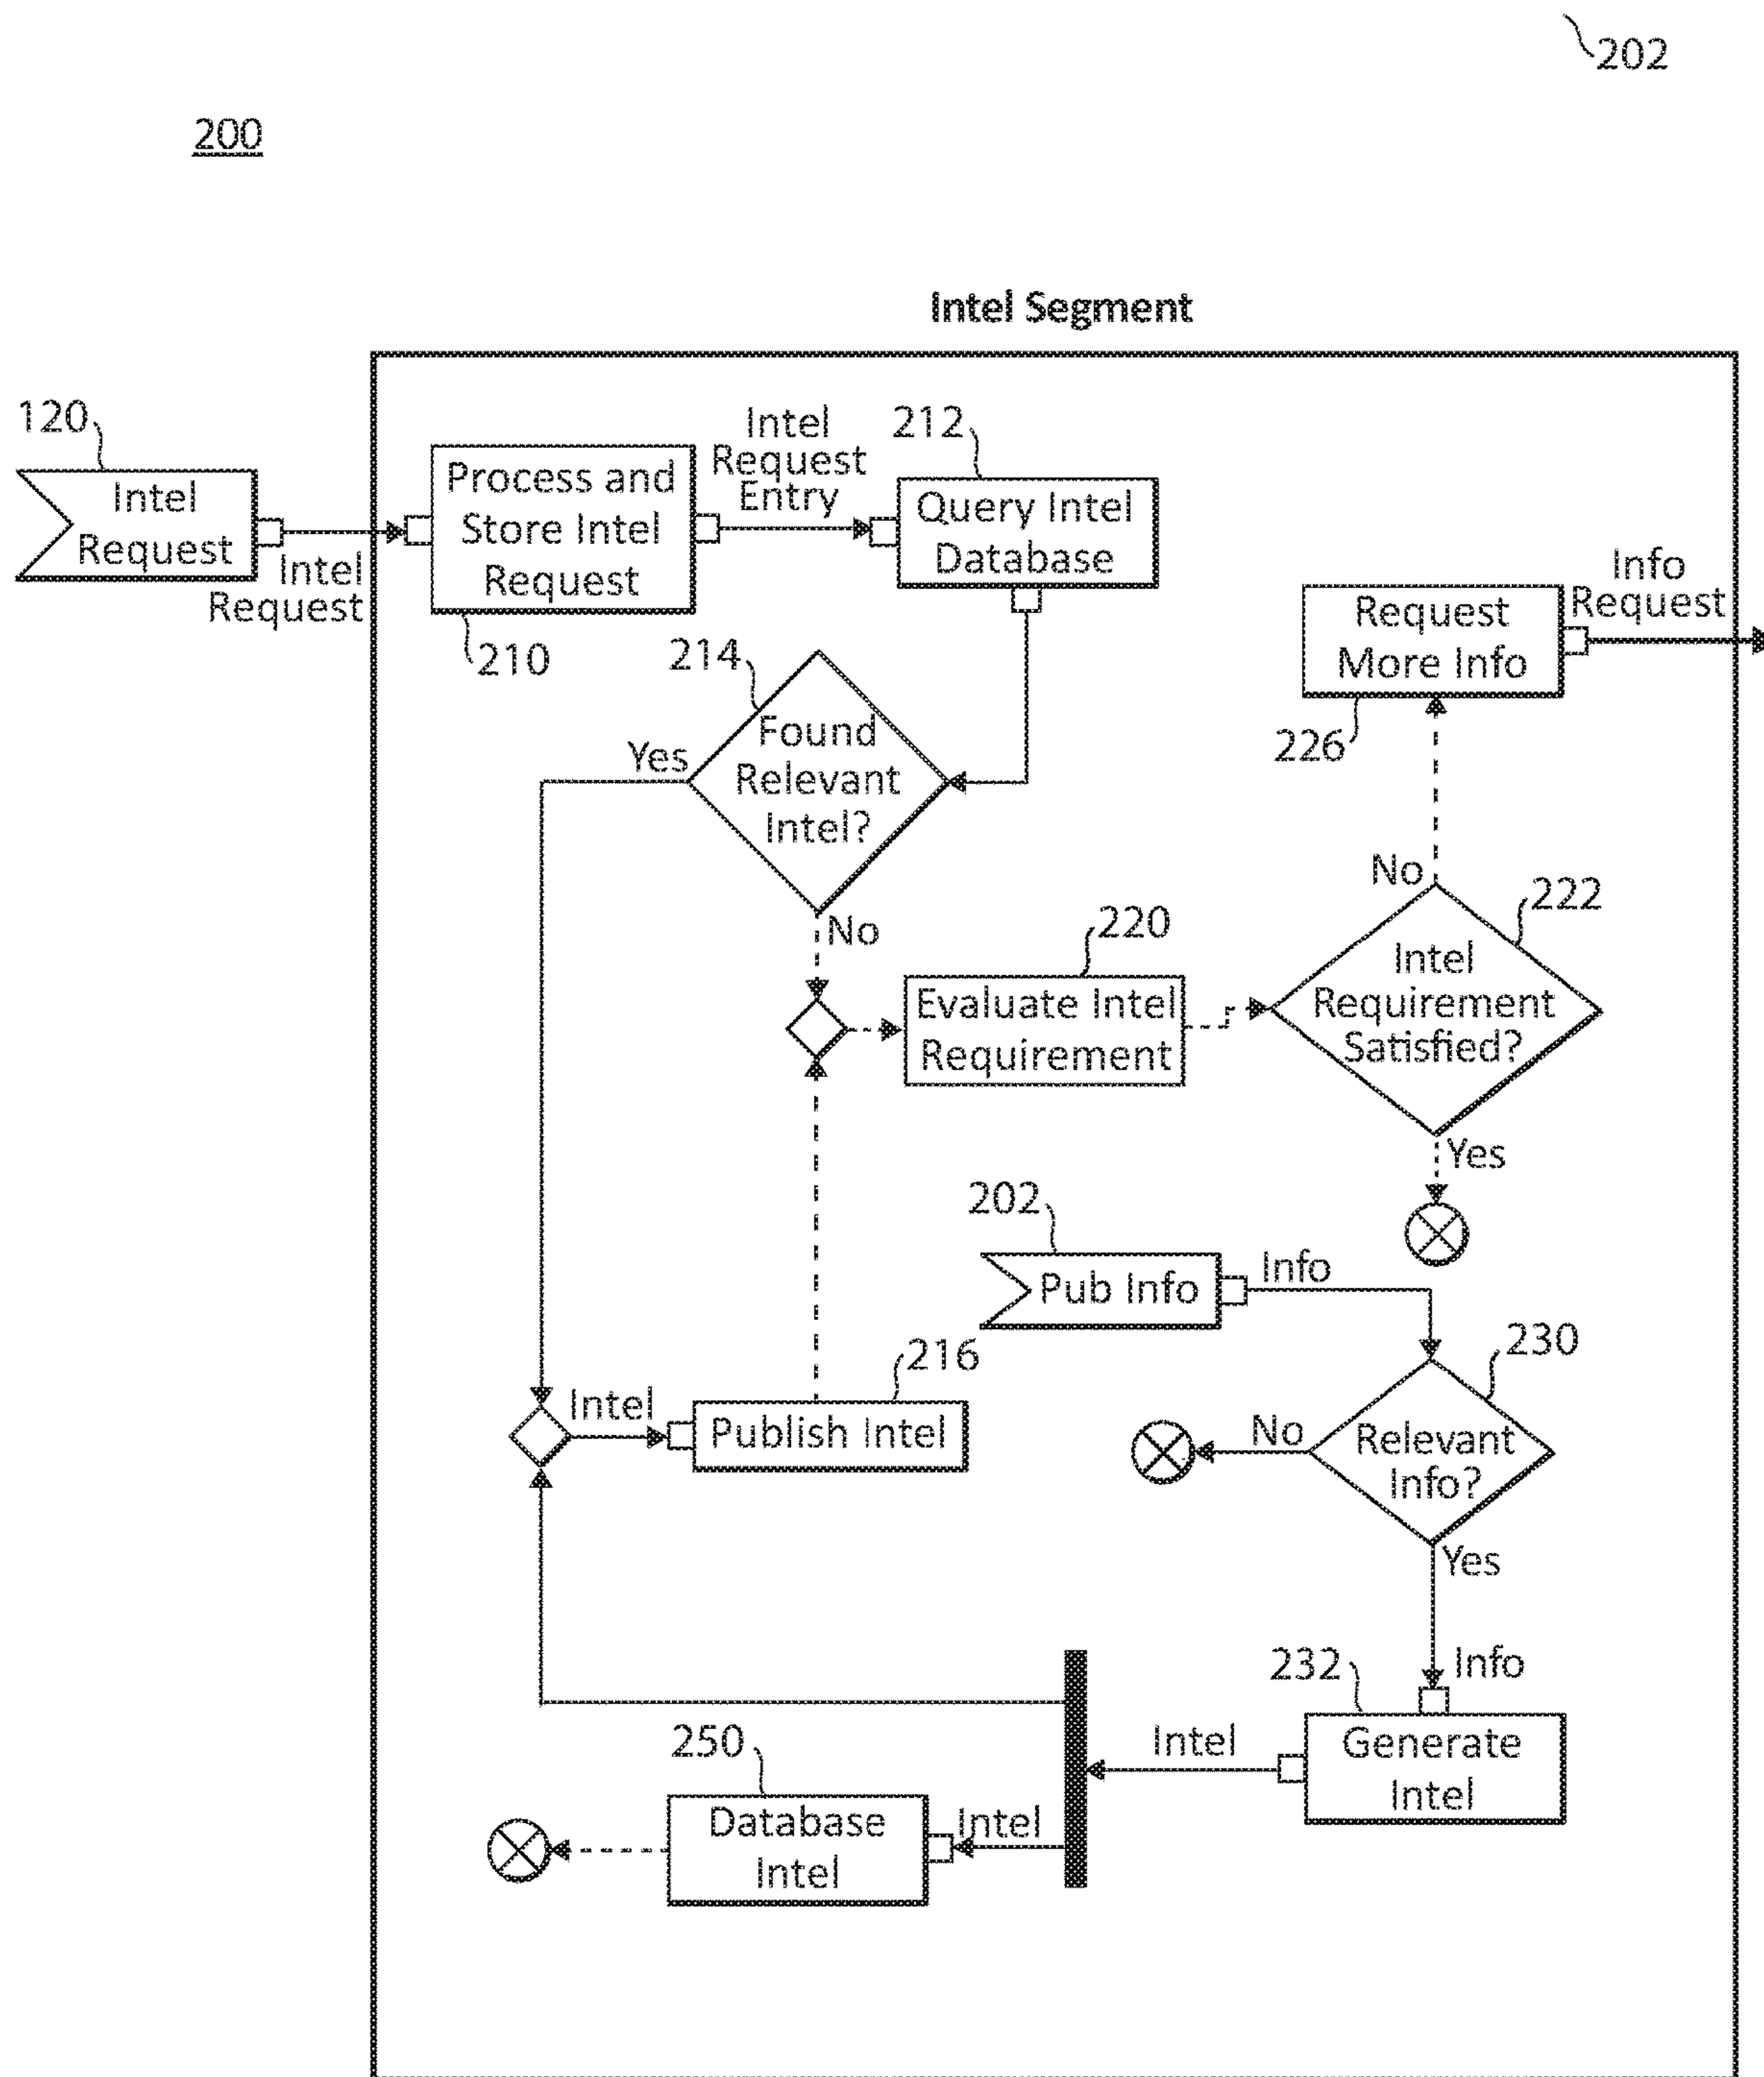 202
200
Intel Segment
120
Intel
Request
Intel
Request
Process and
Store Intel
Request
210
Intel
Request
Entry
212
Query Intel
Database
214
Found
Relevant
Intel?
Yes
No
Request
More Info
226
Info
Request
No
222
Intel
Requirement
Satisfied?
Yes
220
Evaluate Intel
Requirement
202
Pub Info
Info
230
Relevant
Info?
No
Yes
216
Intel
Publish Intel
232
Info
Generate
Intel
Intel
250
Database
Intel
Intel